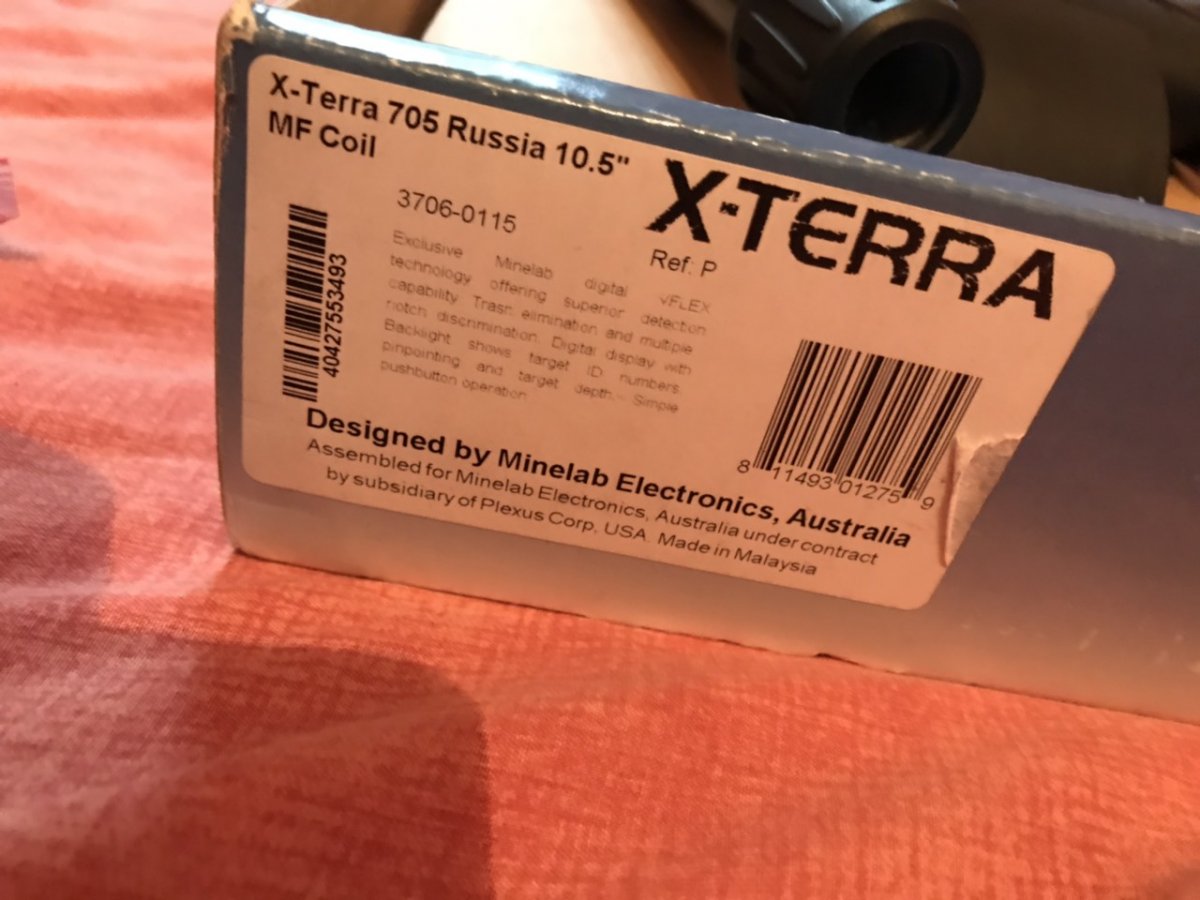 X-Terra 705 Russia 10.5"
MF Coil
X-TERRA
3706-0115
Ref: P
Exclusive Minelab digital VFLEX
technology offering superior detection
capability Trash elimination and multiple
notch discrimination. Digital display with
Backlight shows target ID numbers,
pinpointing and target depth. Simple
pushbutton operation
40427553493
8 11493 01275 9
Designed by Minelab Electronics, Australia
Assembled for Minelab Electronics, Australia under contract
by subsidiary of Plexus Corp, USA. Made in Malaysia